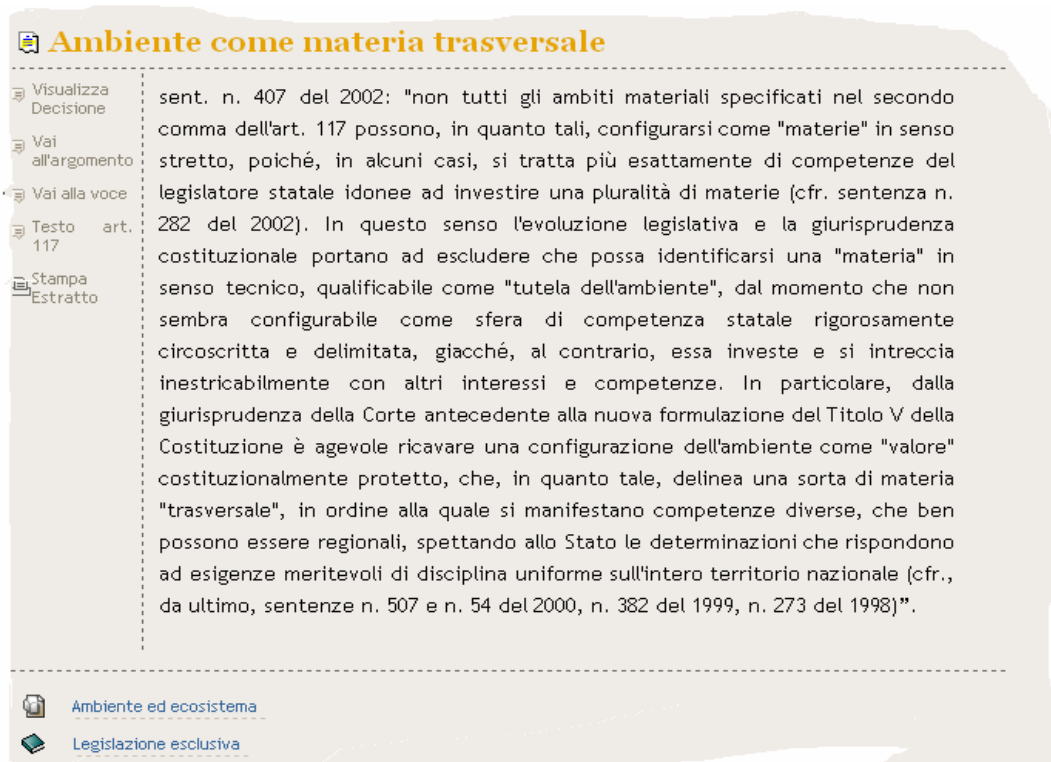 Ambiente come materia trasversale
Visualizza
Decisione
Vai
all'argomento
Vai alla voce
Testo art.
117
Stampa
Estratto
sent. n. 407 del 2002: "non tutti gli ambiti materiali specificati nel secondo
comma dell'art. 117 possono, in quanto tali, configurarsi come "materie" in senso
stretto, poiché, in alcuni casi, si tratta più esattamente di competenze del
legislatore statale idonee ad investire una pluralità di materie (cfr. sentenza n.
282 del 2002). In questo senso l'evoluzione legislativa e la giurisprudenza
costituzionale portano ad escludere che possa identificarsi una "materia" in
senso tecnico, qualificabile come "tutela dell'ambiente", dal momento che non
sembra configurabile come sfera di competenza statale rigorosamente
circoscritta e delimitata, giacché, al contrario, essa investe e si intreccia
inestricabilmente con altri interessi e competenze. In particolare, dalla
giurisprudenza della Corte antecedente alla nuova formulazione del Titolo V della
Costituzione è agevole ricavare una configurazione dell'ambiente come "valore"
costituzionalmente protetto, che, in quanto tale, delinea una sorta di materia
"trasversale", in ordine alla quale si manifestano competenze diverse, che ben
possono essere regionali, spettando allo Stato le determinazioni che rispondono
ad esigenze meritevoli di disciplina uniforme sull'intero territorio nazionale (cfr.,
da ultimo, sentenze n. 507 e n. 54 del 2000, n. 382 del 1999, n. 273 del 1998)”.
Ambiente ed ecosistema
Legislazione esclusiva